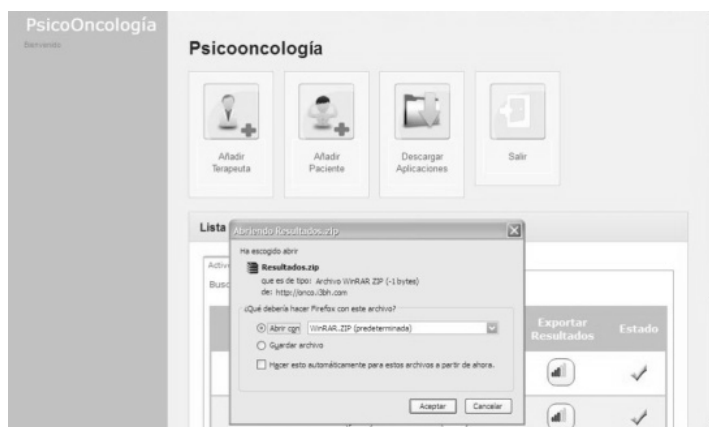 PsicoOncología
Bienvenido
Psicooncología
Añadir
Terapeuta
Añadir
Paciente
Descargar
Aplicaciones
Salir
Lista
Abriendo Resultados.zip
Ha escogido abrir
Resultados.zip
que es de tipo: Archivo WinRAR ZIP (-1 bytes)
de: http://onco.i3bh.com
¿Qué debería hacer Firefox con este archivo?
Abrir con WinRAR.ZIP (predeterminada)
Guardar archivo
Hacer esto automáticamente para estos archivos a partir de ahora.
Aceptar Cancelar
Activo
Busc
Exportar
Resultados
Estado